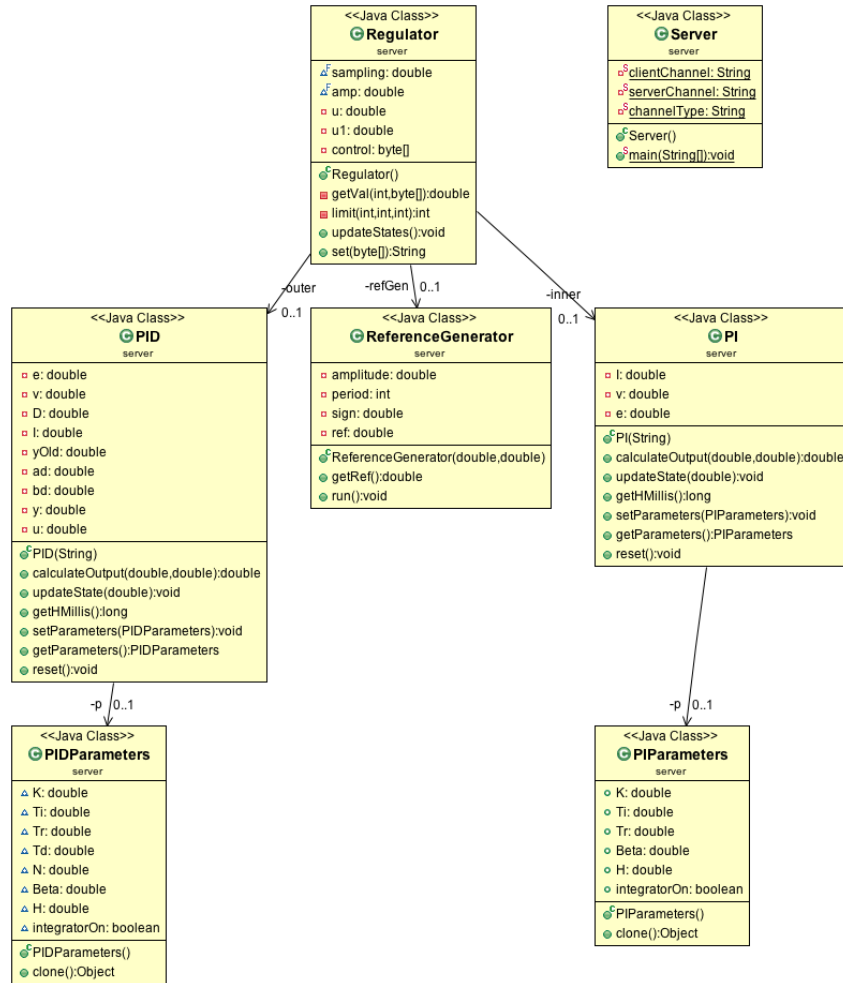 <<Java Class>>
Regulator
server
sampling: double
amp: double
u: double
u1: double
control: byte[]
Regulator()
getVal(int,byte[]):double
limit(int,int,int):int
updateStates():void
set(byte[]):String
<<Java Class>>
Server
server
clientChannel: String
serverChannel: String
channelType: String
Server()
main(String[]):void
-outer
0..1
-refGen
0..1
-inner
0..1
<<Java Class>>
PID
server
e: double
v: double
D: double
I: double
yOld: double
ad: double
bd: double
y: double
u: double
PID(String)
calculateOutput(double,double):double
updateState(double):void
getHMillis():long
setParameters(PIDParameters):void
getParameters():PIDParameters
reset():void
<<Java Class>>
ReferenceGenerator
server
amplitude: double
period: int
sign: double
ref: double
ReferenceGenerator(double,double)
getRef():double
run():void
<<Java Class>>
PI
server
I: double
v: double
e: double
PI(String)
calculateOutput(double,double):double
updateState(double):void
getHMillis():long
setParameters(PIParameters):void
getParameters():PIParameters
reset():void
-p
0..1
-p
0..1
<<Java Class>>
PIDParameters
server
K: double
Ti: double
Tr: double
Td: double
N: double
Beta: double
H: double
integratorOn: boolean
PIDParameters()
clone():Object
<<Java Class>>
PIParameters
server
K: double
Ti: double
Tr: double
Beta: double
H: double
integratorOn: boolean
PIParameters()
clone():Object